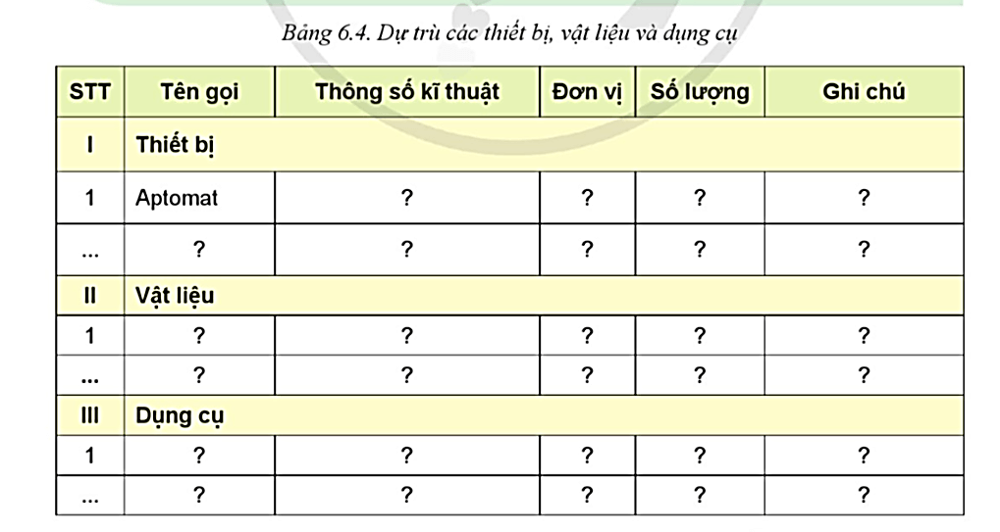 Bảng 6.4. Dự trù các thiết bị, vật liệu và dụng cụ
STT Tên gọi Thông số kĩ thuật Đơn vị Số lượng Ghi chú
I Thiết bị
1 Aptomat ? ? ? ?
... ? ? ? ? ?
II Vật liệu
1 ? ? ? ? ?
... ? ? ? ? ?
III Dụng cụ
1 ? ? ? ? ?
... ? ? ? ? ?